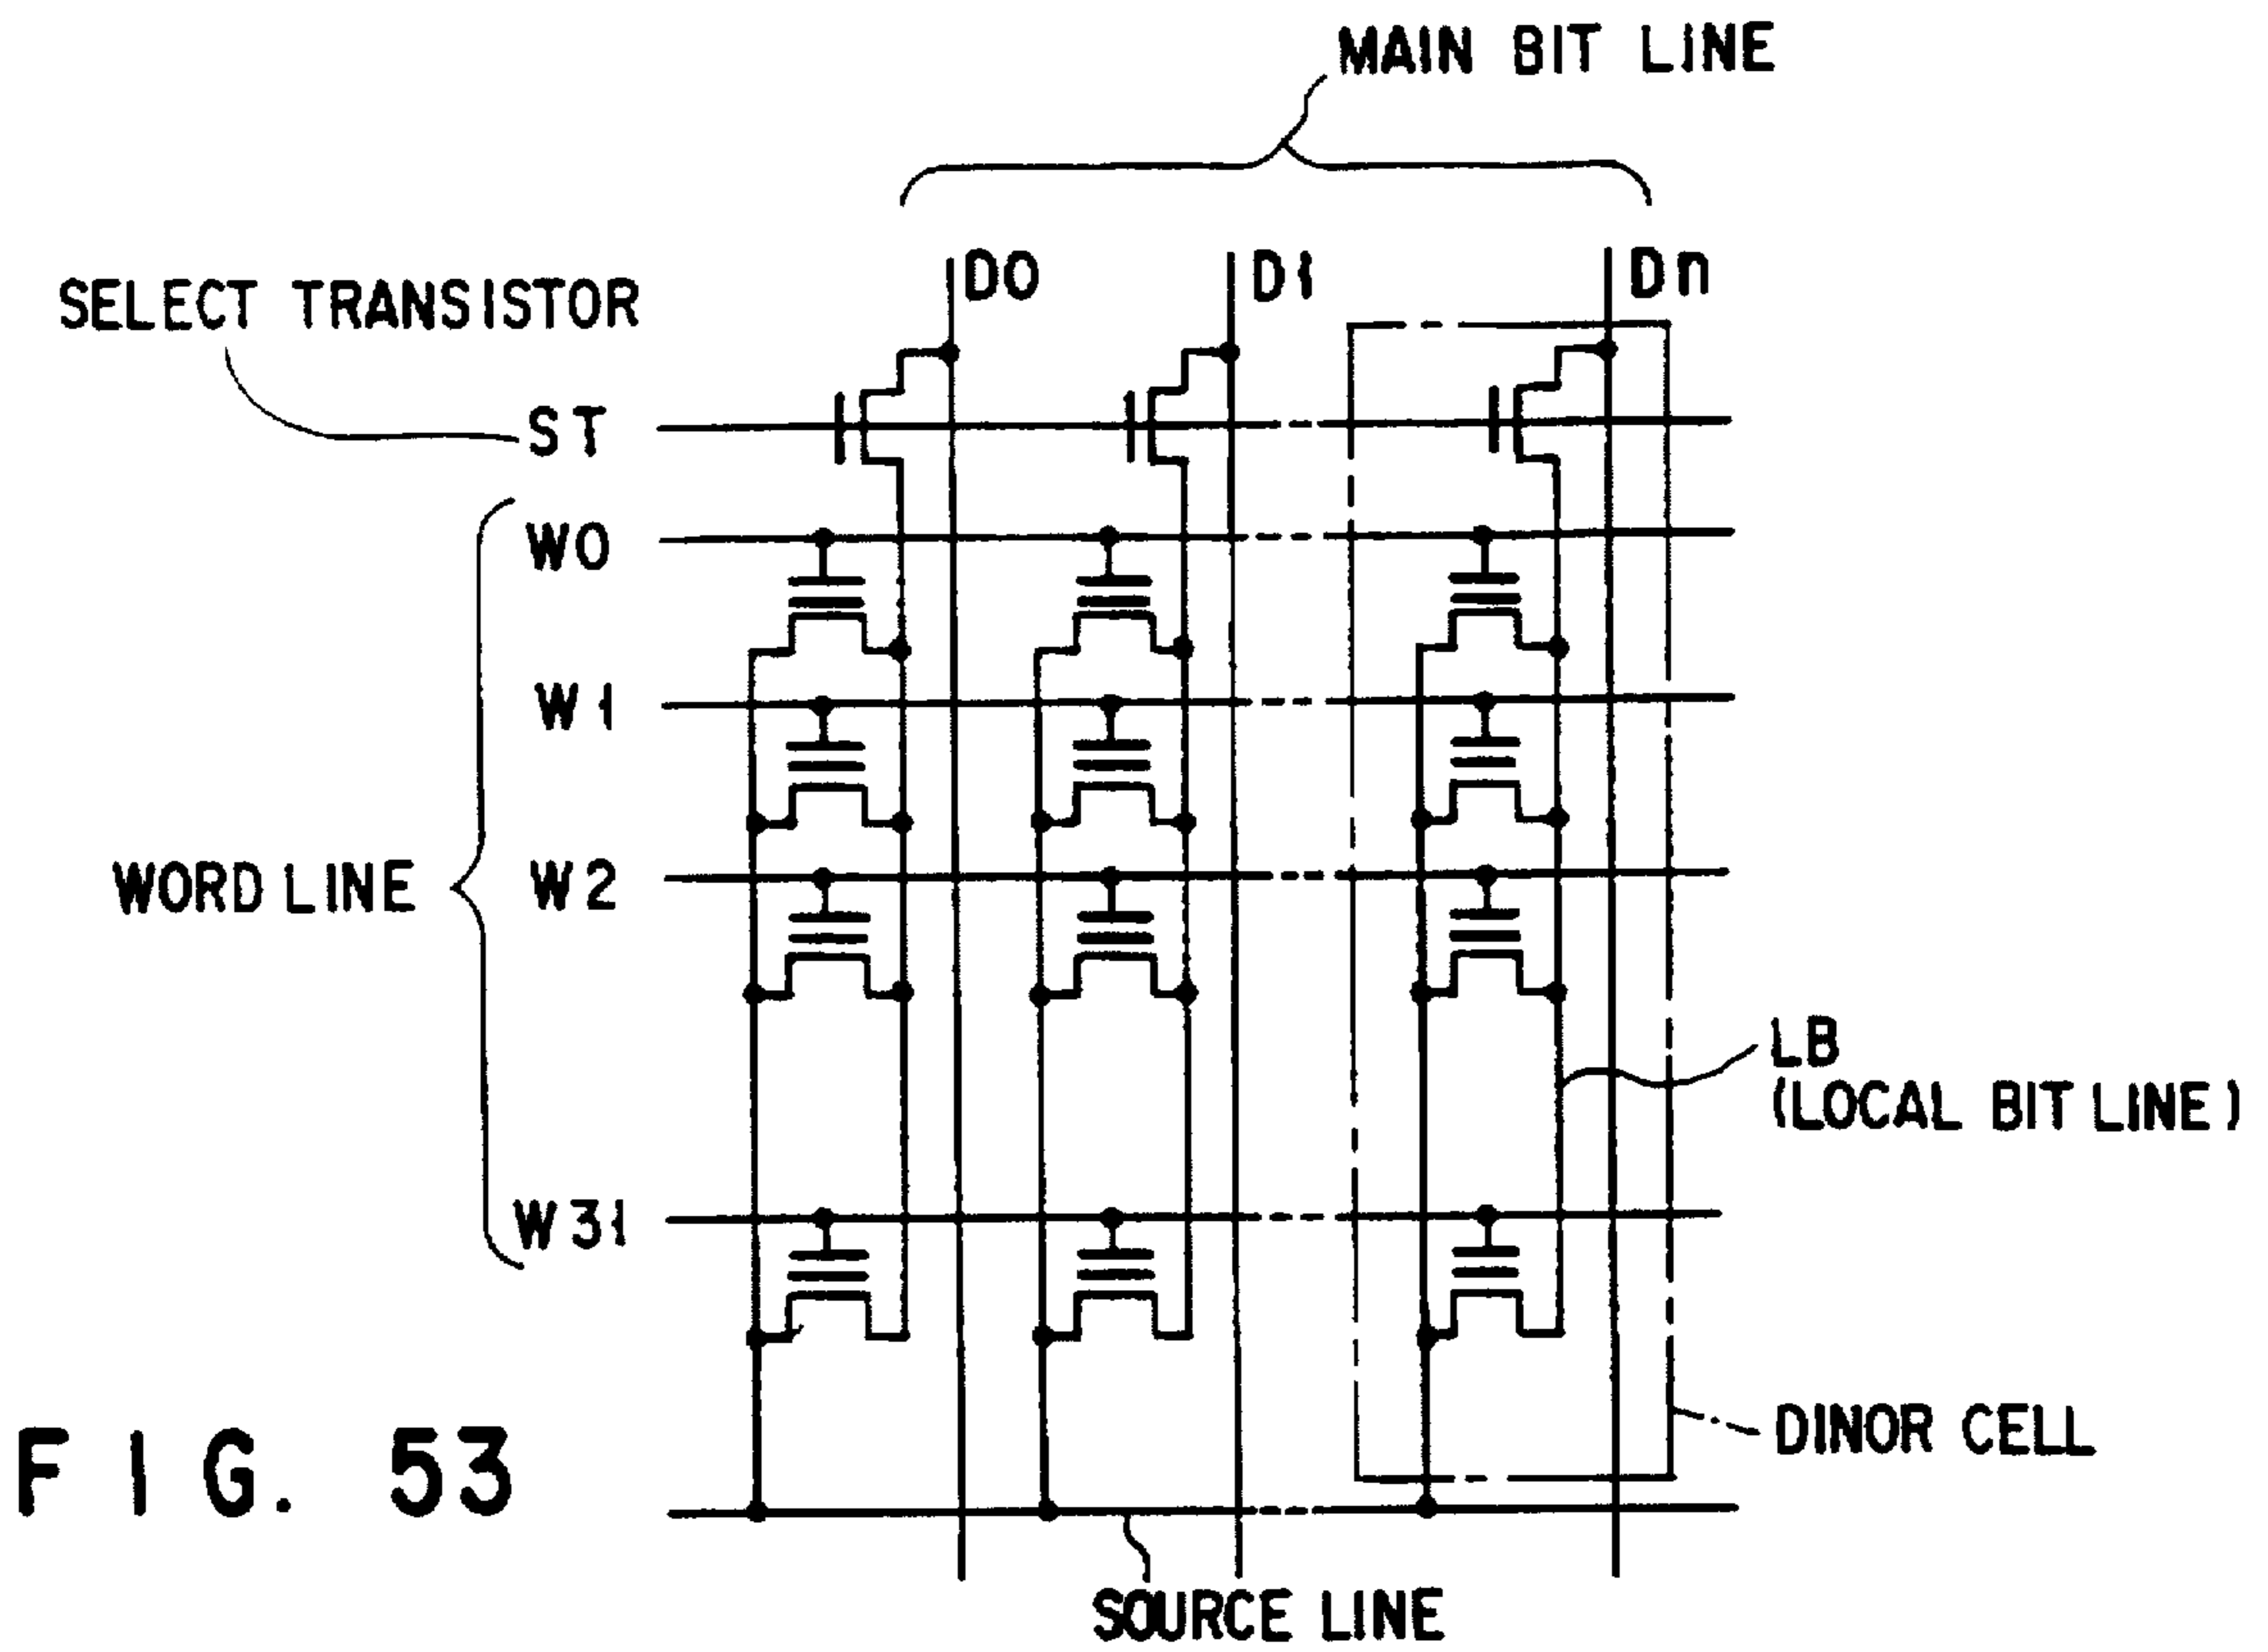 MAIN BIT LINE
D0
D1
Dn
SELECT TRANSISTOR
ST
W0
W1
WORD LINE
W2
LB
(LOCAL BIT LINE)
W31
DINOR CELL
FIG. 53
SOURCE LINE